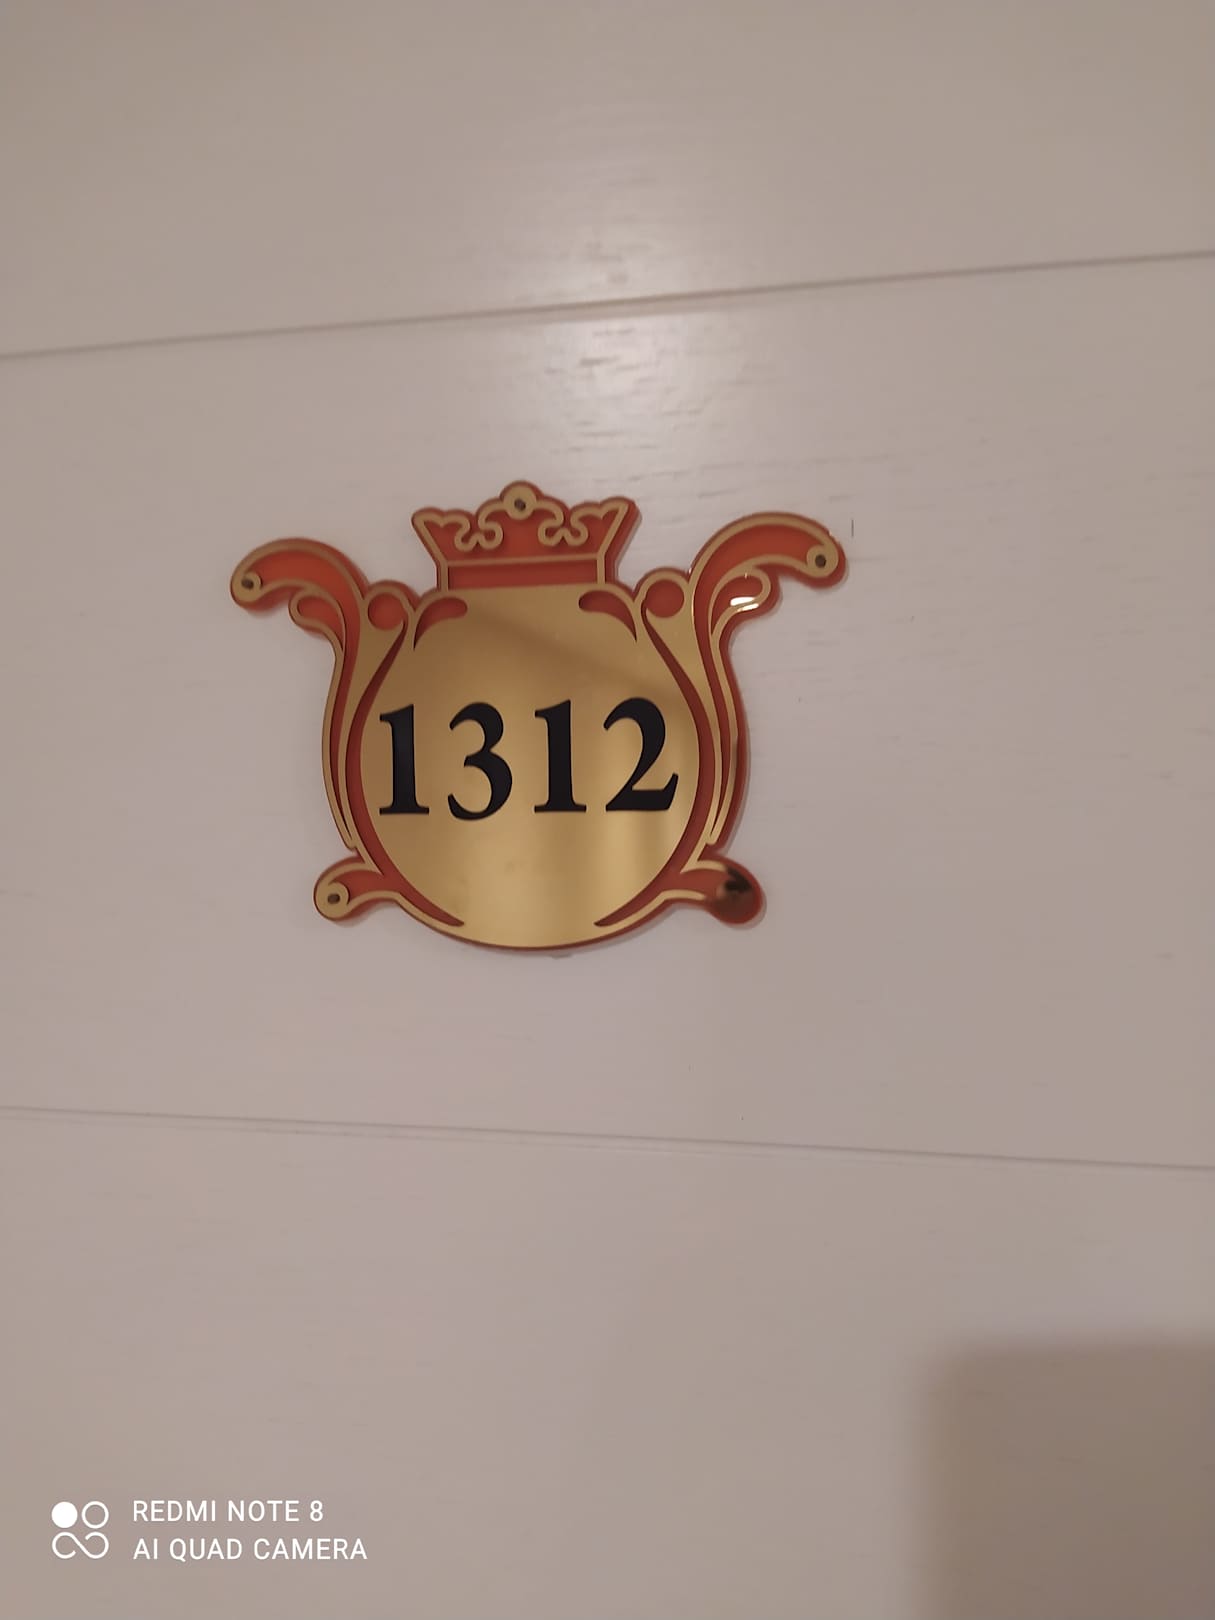 1312
REDMI NOTE 8
AI QUAD CAMERA